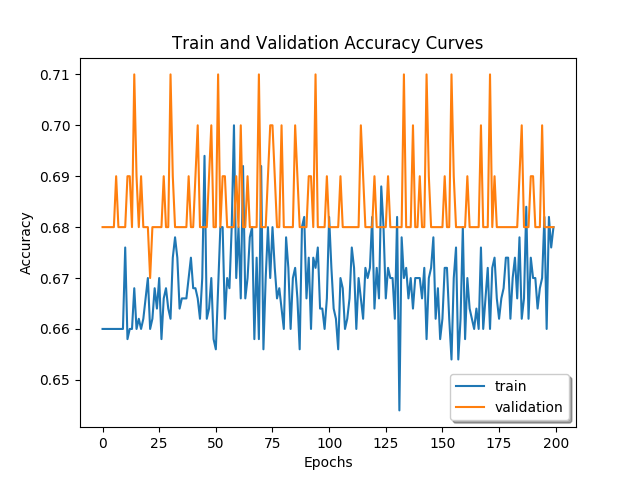 Train and Validation Accuracy Curves
0.71
0.70
0.69
0.68
0.67
0.66
0.65
Accuracy
train
validation
0 25 50 75 100 125 150 175 200
Epochs